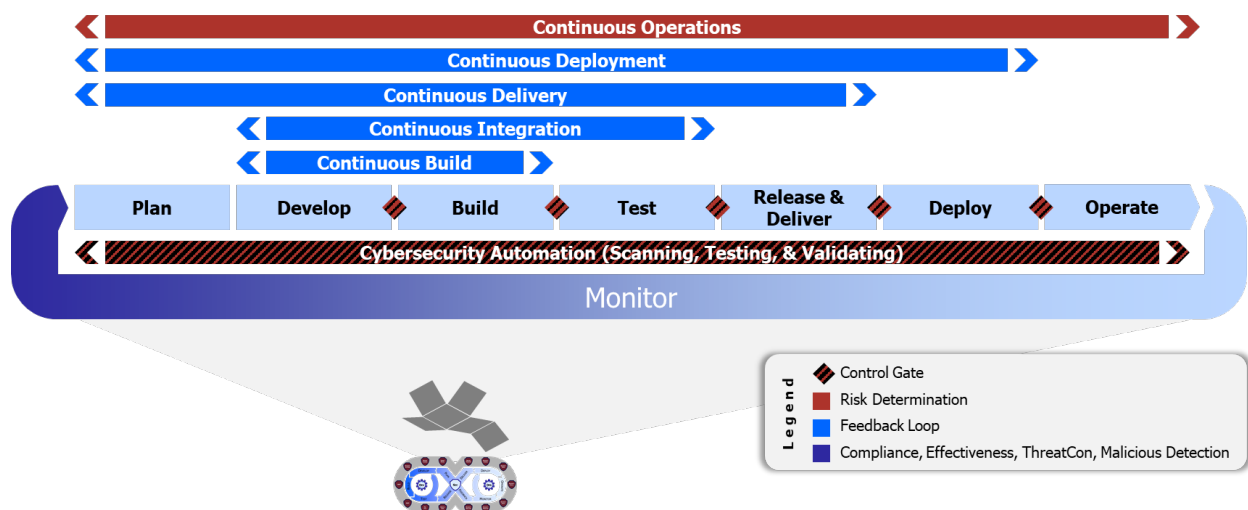 Continuous Operations
Continuous Deployment
Continuous Delivery
Continuous Integration
Continuous Build
Plan
Develop
Build
Test
Release &
Deliver
Deploy
Operate
Cybersecurity Automation (Scanning, Testing, & Validating)
Monitor
Legend
Control Gate
Risk Determination
Feedback Loop
Compliance, Effectiveness, ThreatCon, Malicious Detection